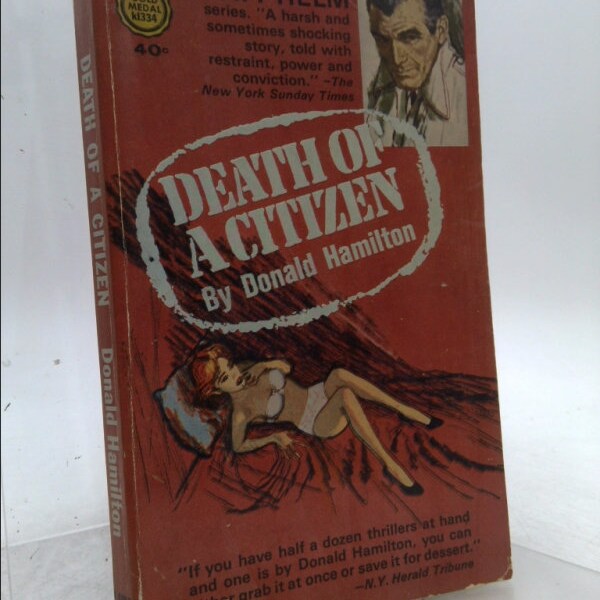 MEDAL
k1334
40¢
HELM
series. "A harsh and
sometimes shocking
story, told with
restraint, power and
conviction." —The
New York Sunday Times
DEATH OF
A CITIZEN
By Donald Hamilton
"If you have half a dozen thrillers at hand
and one is by Donald Hamilton, you can
grab it at once or save it for dessert."
—N.Y. Herald Tribune
DEATH OF A CITIZEN Donald Hamilton